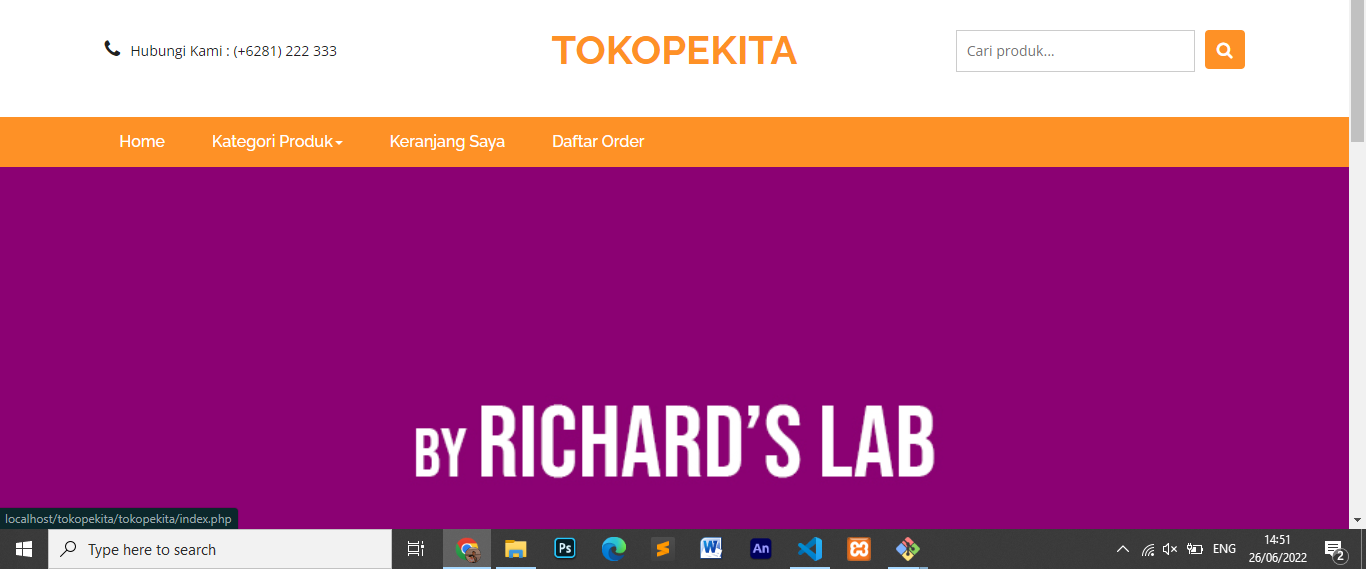 Hubungi Kami : (+6281) 222 333
TOKOPEKITA
Cari produk...
Home
Kategori Produk
Keranjang Saya
Daftar Order
BY RICHARD'S LAB
localhost/tokopekita/tokopekita/index.php
Type here to search
Ps
W
An
ENG
14:51
26/06/2022
2